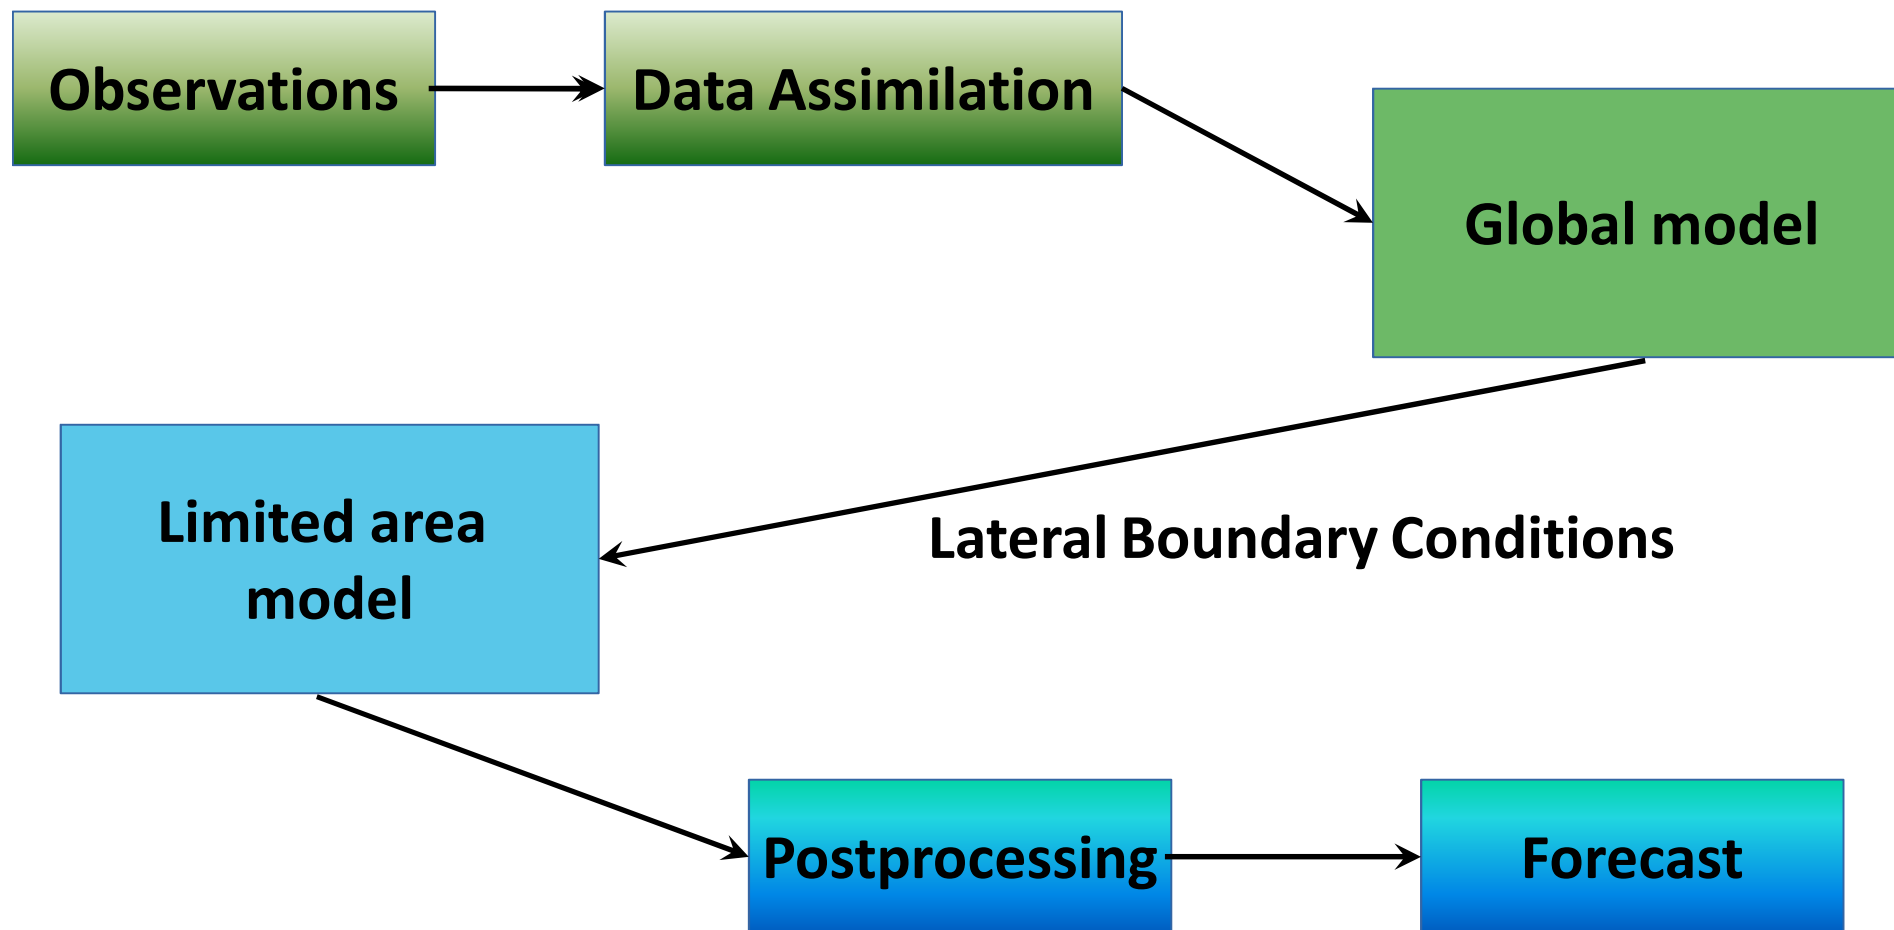 Observations
Data Assimilation
Global model
Limited area
model
Lateral Boundary Conditions
Postprocessing
Forecast